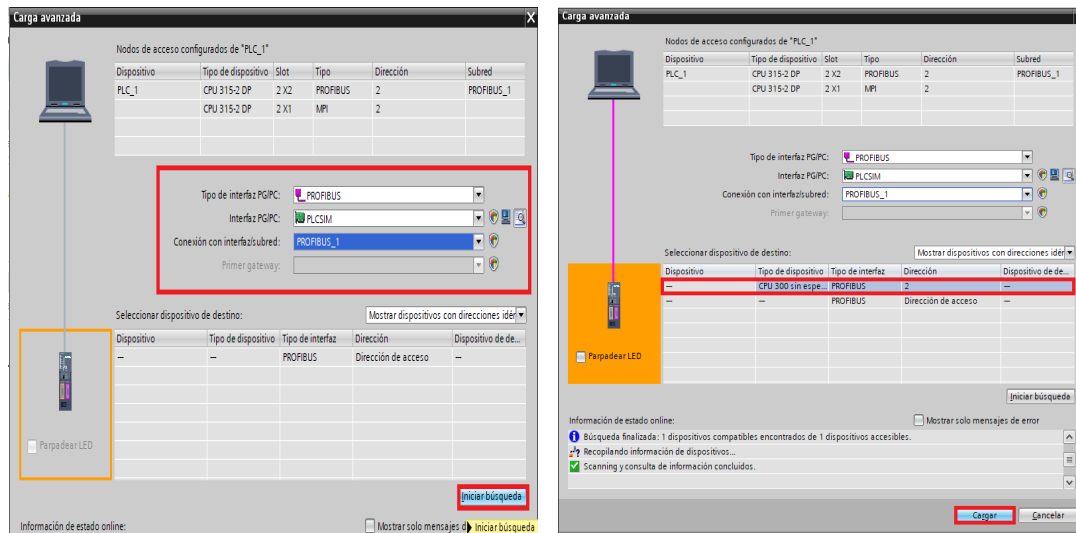 Carga avanzada X
Nodos de acceso configurados de "PLC_1"
Dispositivo Tipo de dispositivo Slot Tipo Dirección Subred
PLC_1 CPU 315-2 DP 2 X2 PROFIBUS 2 PROFIBUS_1
CPU 315-2 DP 2 X1 MPI 2
Tipo de interfaz PG/PC: PROFIBUS
Interfaz PG/PC: PLCSIM
Conexión con interfaz/subred: PROFIBUS_1
Primer gateway:
Seleccionar dispositivo de destino: Mostrar dispositivos con direcciones idén
Dispositivo Tipo de dispositivo Tipo de interfaz Dirección Dispositivo de de...
— — PROFIBUS Dirección de acceso —
Parpadear LED
Iniciar búsqueda
Información de estado online: Mostrar solo mensajes d Iniciar búsqueda
Carga avanzada
Nodos de acceso configurados de "PLC_1"
Dispositivo Tipo de dispositivo Slot Tipo Dirección Subred
PLC_1 CPU 315-2 DP 2 X2 PROFIBUS 2 PROFIBUS_1
CPU 315-2 DP 2 X1 MPI 2
Tipo de interfaz PG/PC: PROFIBUS
Interfaz PG/PC: PLCSIM
Conexión con interfaz/subred: PROFIBUS_1
Primer gateway:
Seleccionar dispositivo de destino: Mostrar dispositivos con direcciones idén
Dispositivo Tipo de dispositivo Tipo de interfaz Dirección Dispositivo de de...
— CPU 300 sin espe... PROFIBUS 2 —
— — PROFIBUS Dirección de acceso —
Parpadear LED
Iniciar búsqueda
Información de estado online: Mostrar solo mensajes de error
Búsqueda finalizada: 1 dispositivos compatibles encontrados de 1 dispositivos accesibles.
Recopilando información de dispositivos...
Scanning y consulta de información concluidos.
Cargar Cancelar